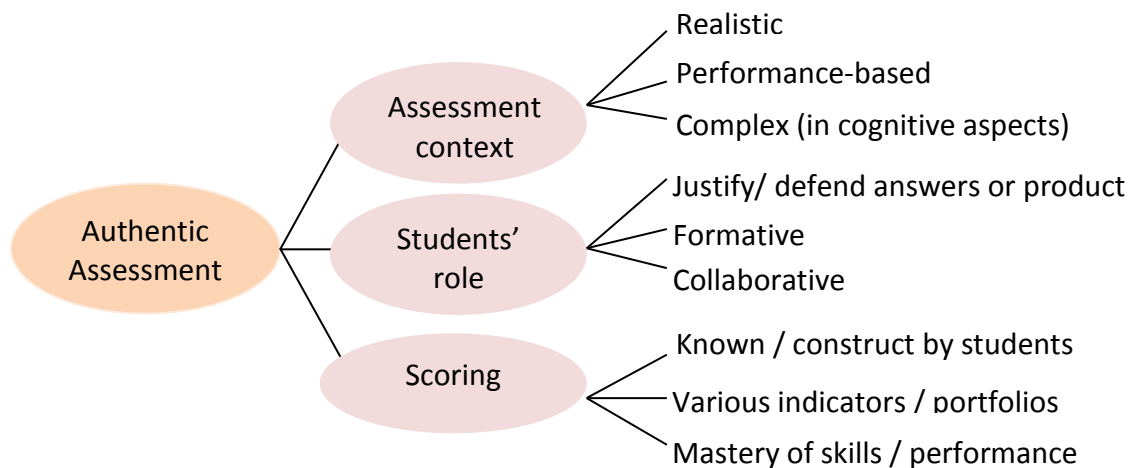 Authentic
Assessment
Assessment
context
Realistic
Performance-based
Complex (in cognitive aspects)
Students’
role
Justify/ defend answers or product
Formative
Collaborative
Scoring
Known / construct by students
Various indicators / portfolios
Mastery of skills / performance